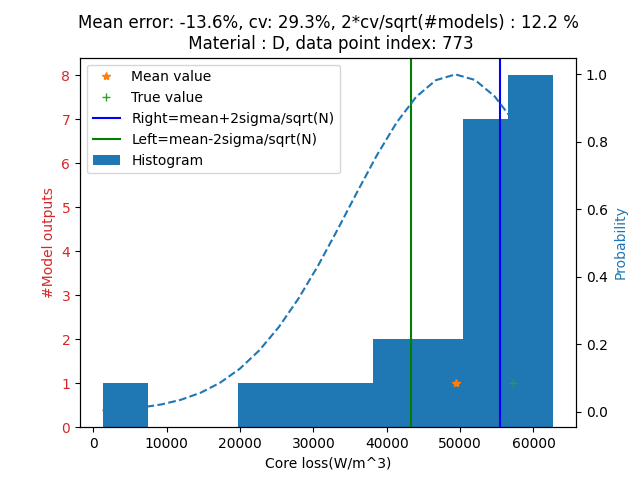 Mean error: -13.6%, cv: 29.3%, 2*cv/sqrt(#models) : 12.2 %
Material : D, data point index: 773
Mean value
True value
Right=mean+2sigma/sqrt(N)
Left=mean-2sigma/sqrt(N)
Histogram
#Model outputs
8
7
6
5
4
3
2
1
0
1.0
0.8
0.6
0.4
0.2
0.0
Probability
0
10000
20000
30000
40000
50000
60000
Core loss(W/m^3)